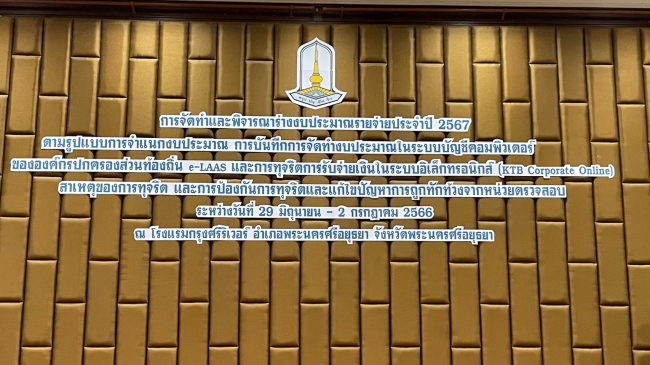 การจัดทำและพิจารณาร่างงบประมาณรายจ่ายประจำปี 2567
ตามรูปแบบการจำแนกงบประมาณ การบันทึกการจัดทำงบประมาณในระบบบัญชีคอมพิวเตอร์
ขององค์กรปกครองส่วนท้องถิ่น e-LAAS และการทุจริตการรับจ่ายเงินในระบบอิเล็กทรอนิกส์ (KTB Corporate Online)
สาเหตุของการทุจริต และการป้องกันการทุจริตและแก้ไขปัญหาการถูกทักท้วงจากหน่วยตรวจสอบ
ระหว่างวันที่ 29 มิถุนายน - 2 กรกฎาคม 2566
ณ โรงแรมกรุงศรีริเวอร์ อำเภอพระนครศรีอยุธยา จังหวัดพระนครศรีอยุธยา